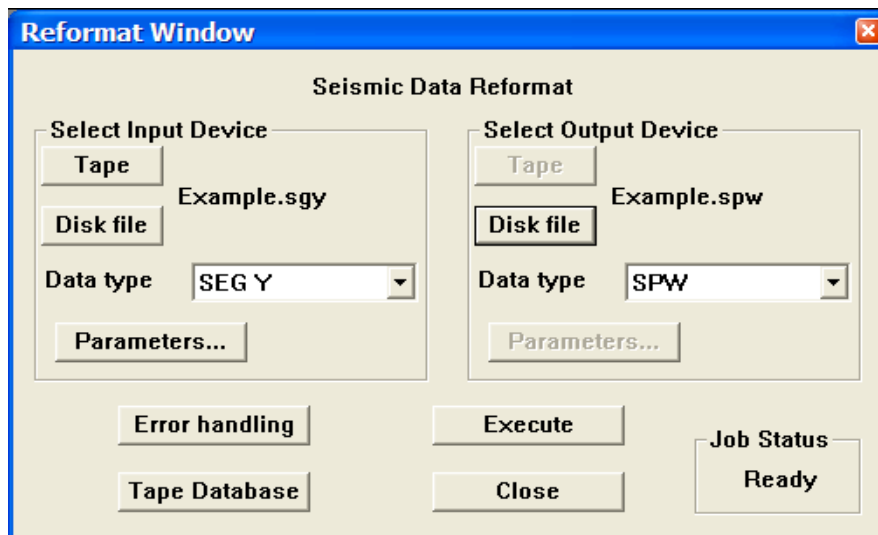 Reformat Window
Seismic Data Reformat
Select Input Device
Tape
Example.sgy
Disk file
Data type
SEG Y
Parameters...
Select Output Device
Tape
Example.spw
Disk file
Data type
SPW
Parameters...
Error handling
Execute
Tape Database
Close
Job Status
Ready